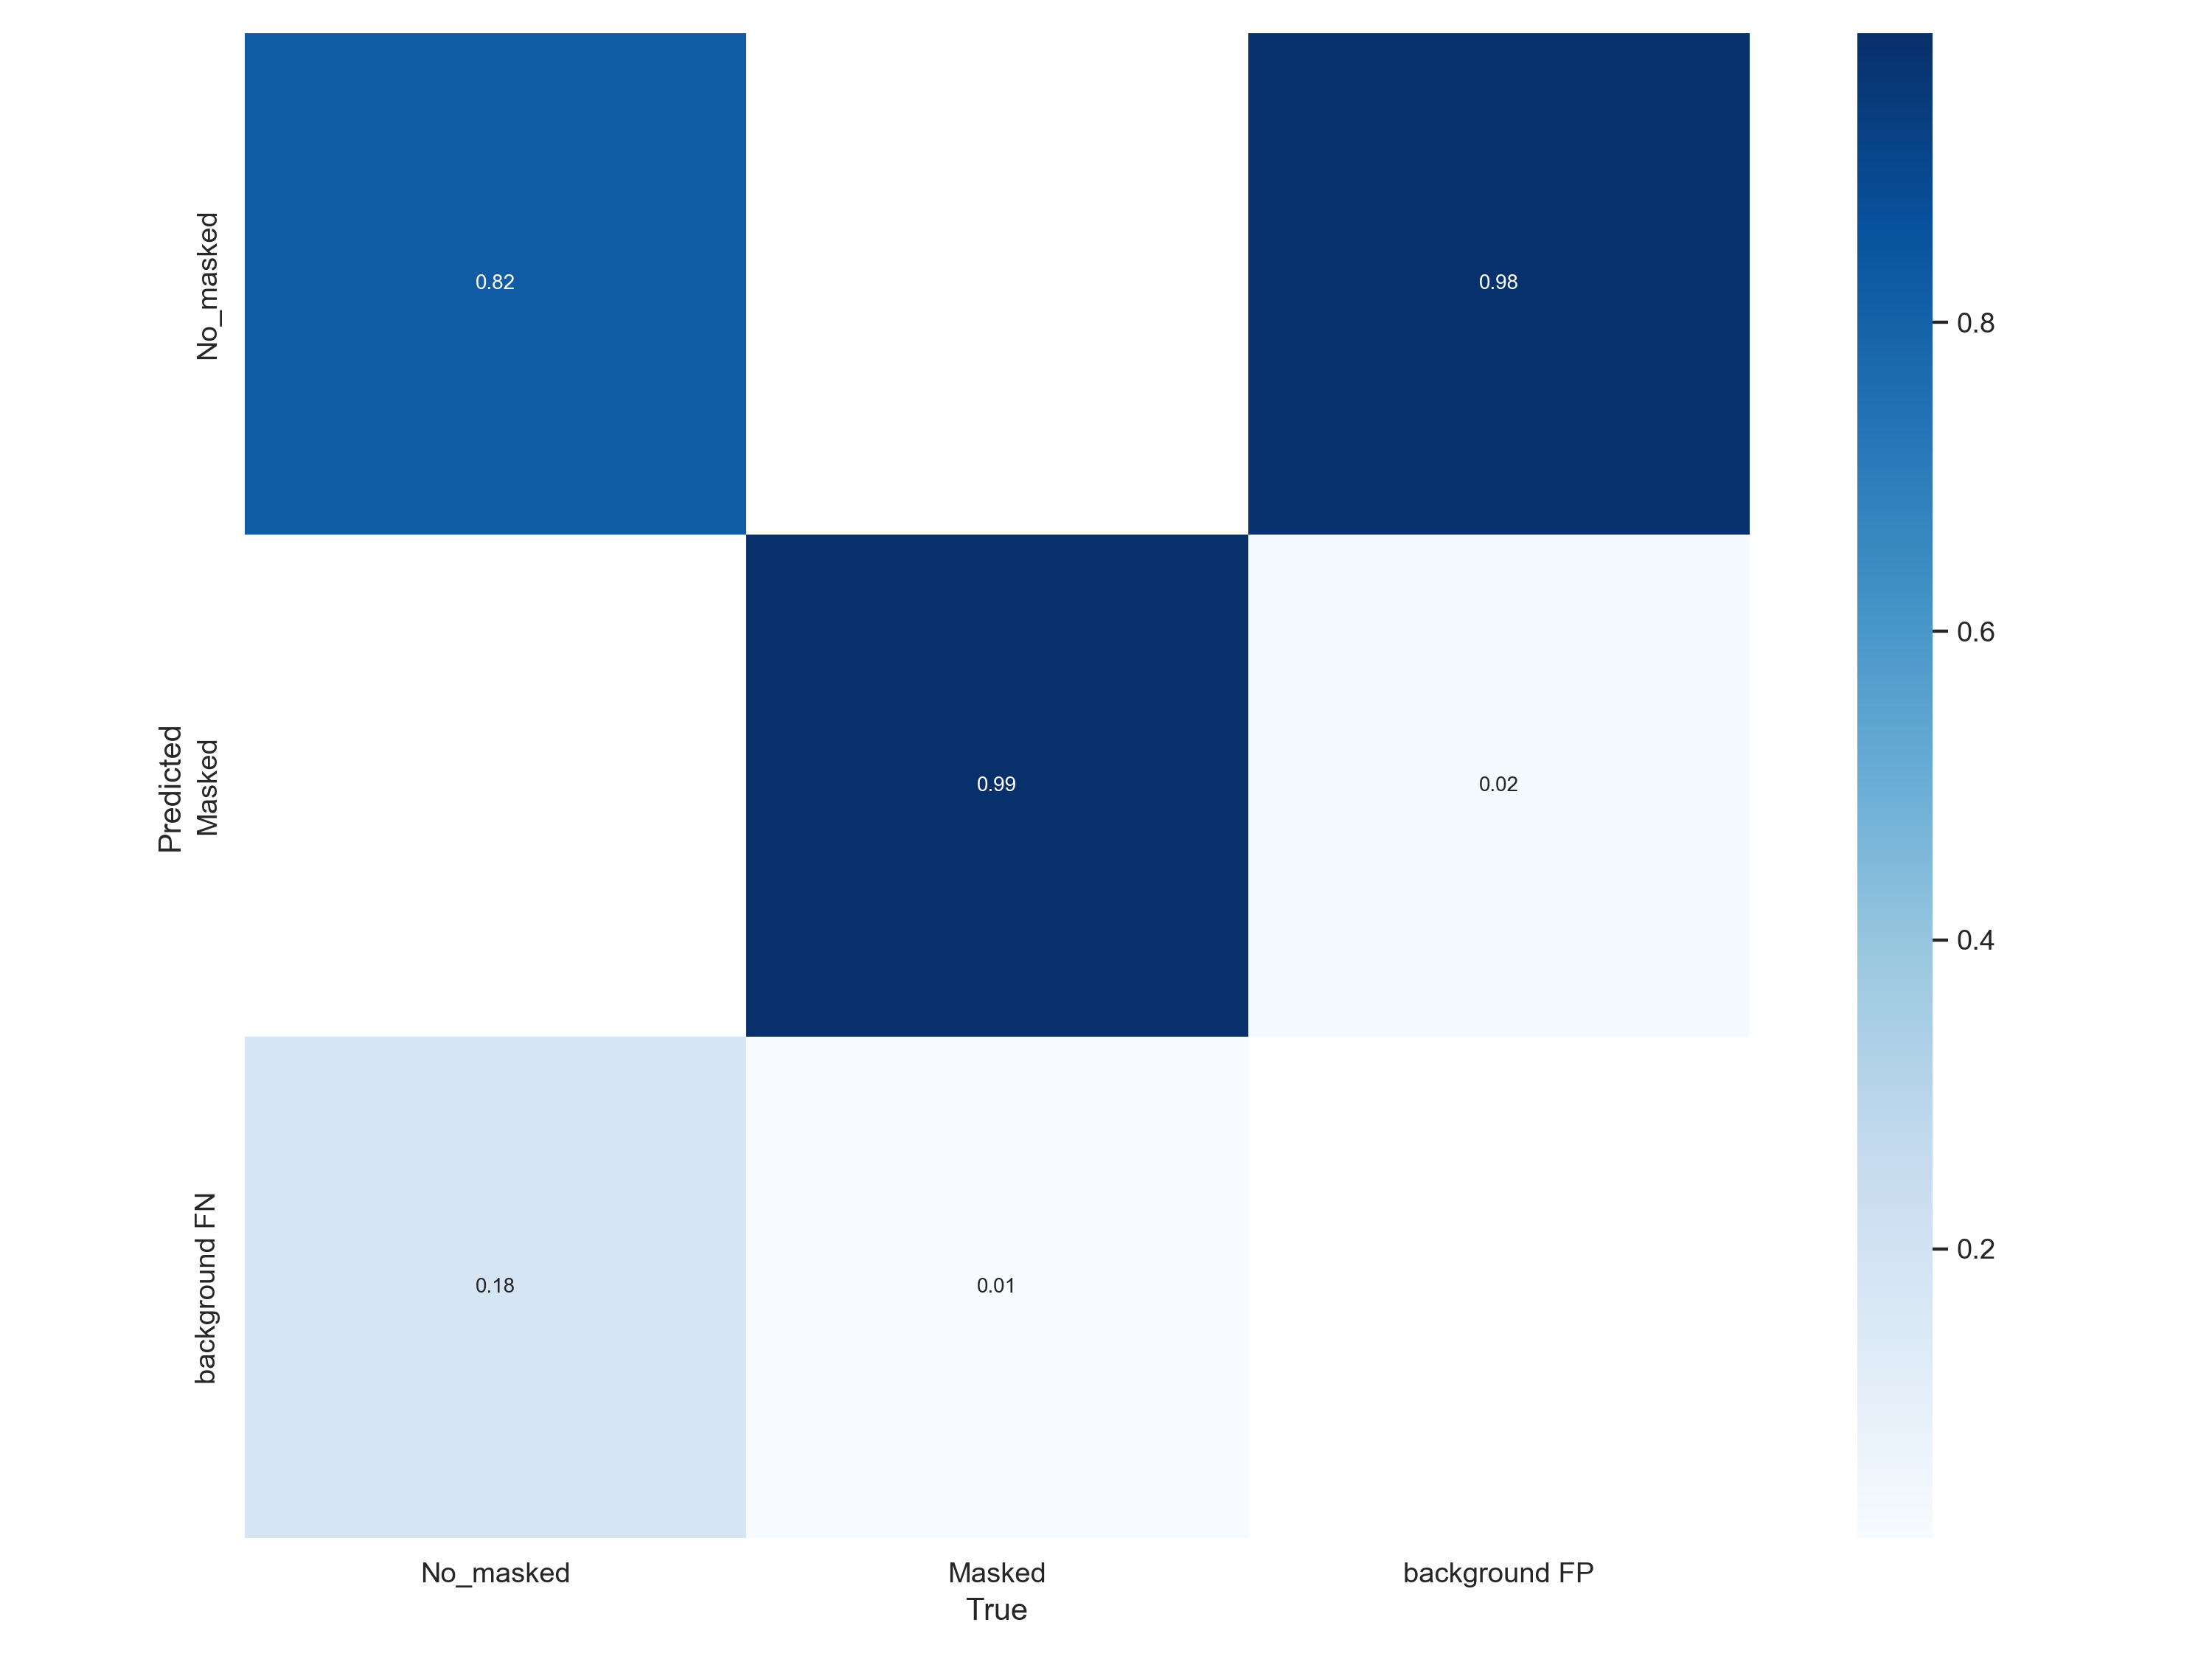 No_masked
0.82
0.98
0.8
0.6
Predicted
Masked
0.99
0.02
0.4
background FN
0.18
0.01
0.2
No_masked
Masked
background FP
True